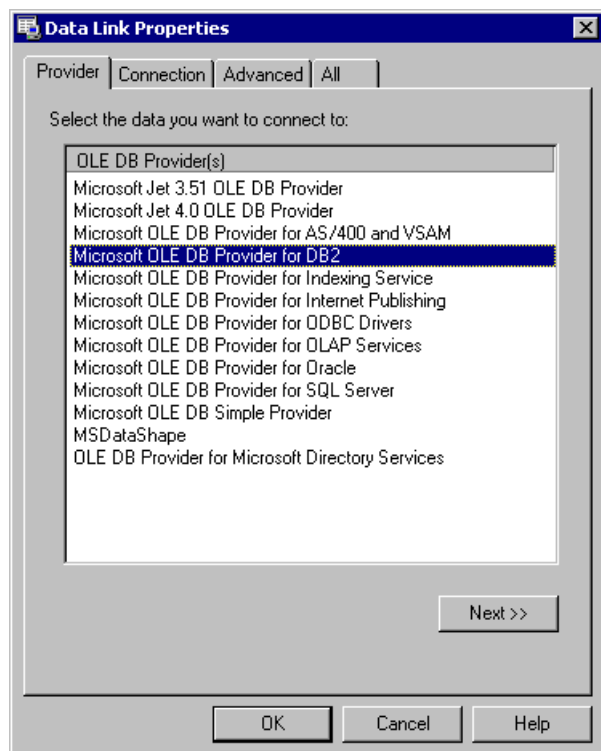 Data Link Properties
Provider Connection Advanced All
Select the data you want to connect to:
OLE DB Provider(s)
Microsoft Jet 3.51 OLE DB Provider
Microsoft Jet 4.0 OLE DB Provider
Microsoft OLE DB Provider for AS/400 and VSAM
Microsoft OLE DB Provider for DB2
Microsoft OLE DB Provider for Indexing Service
Microsoft OLE DB Provider for Internet Publishing
Microsoft OLE DB Provider for ODBC Drivers
Microsoft OLE DB Provider for OLAP Services
Microsoft OLE DB Provider for Oracle
Microsoft OLE DB Provider for SQL Server
Microsoft OLE DB Simple Provider
MSDataShape
OLE DB Provider for Microsoft Directory Services
Next >>
OK Cancel Help